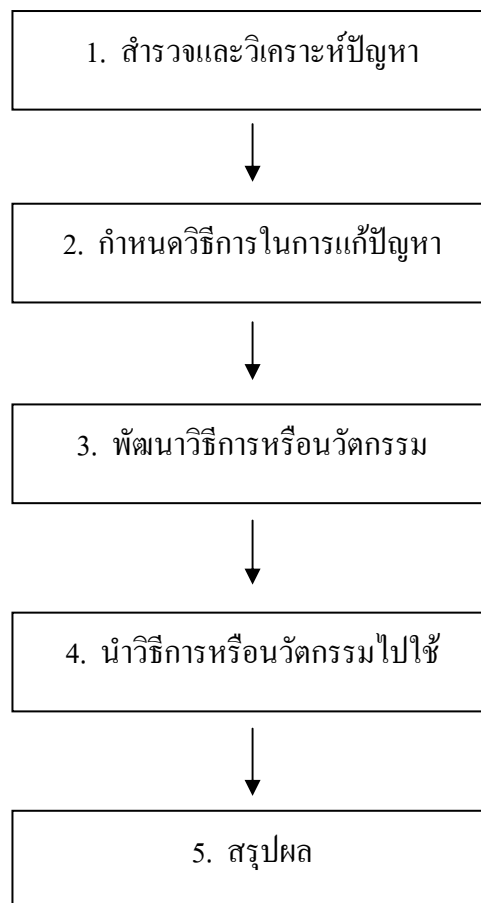 1. สำรวจและวิเคราะห์ปัญหา
2. กำหนดวิธีการในการแก้ปัญหา
3. พัฒนาวิธีการหรือนวัตกรรม
4. นำวิธีการหรือนวัตกรรมไปใช้
5. สรุปผล